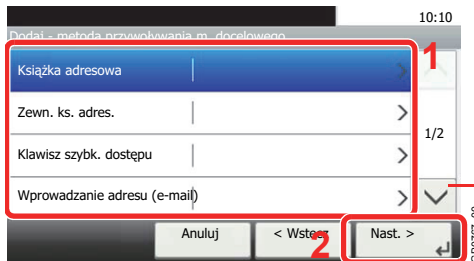 10:10
Dodaj - metoda przywoływania m. docelowego
1
Książka adresowa
Zewn. ks. adres.
1/2
Klawisz szybk. dostępu
Wprowadzanie adresu (e-mail)
Anuluj
< Wstecz
2
Nast. >